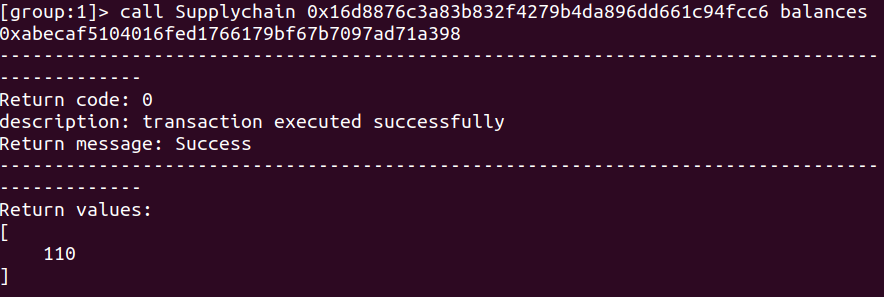 [group:1]> call Supplychain 0x16d8876c3a83b832f4279b4da896dd661c94fcc6 balances
0xabecaf5104016fed1766179bf67b7097ad71a398
--------------------------------------------------------------------------------
-------------
Return code: 0
description: transaction executed successfully
Return message: Success
--------------------------------------------------------------------------------
-------------
Return values:
[
    110
]